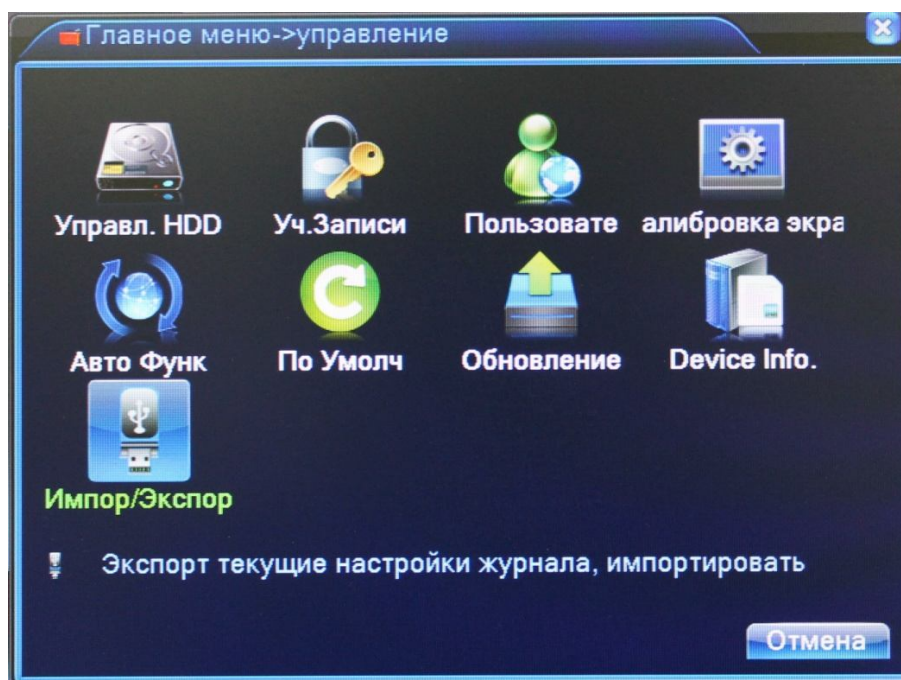 Главное меню->управление
Управл. HDD Уч.Записи Пользовате алибровка экра
Авто Функ По Умолч Обновление Device Info.
Импор/Экспор
Экспорт текущие настройки журнала, импортировать
Отмена